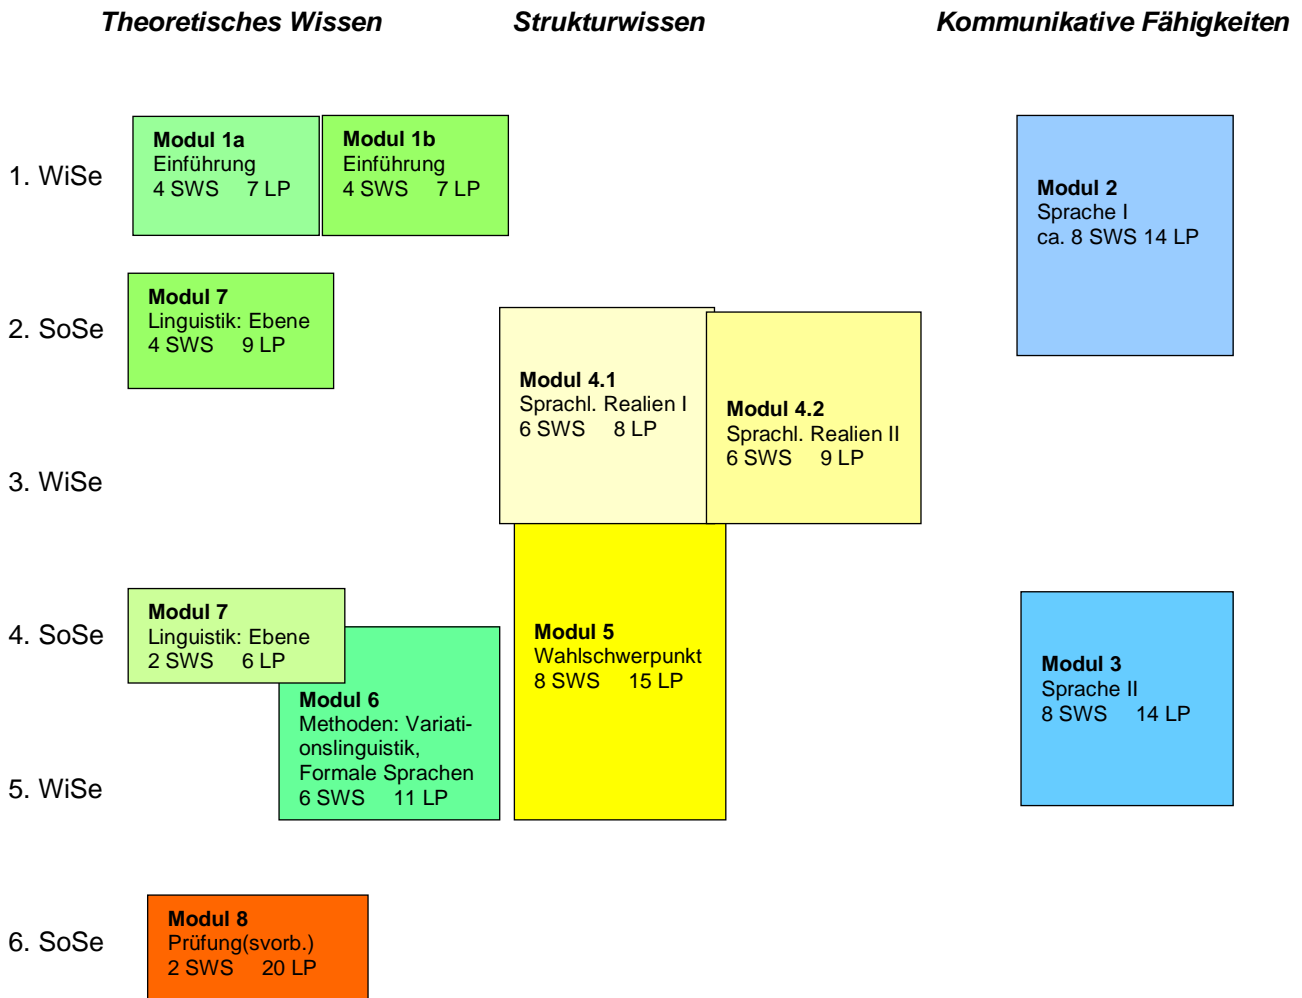 Theoretisches Wissen
Strukturwissen
Kommunikative Fähigkeiten
1. WiSe
Modul 1a
Einführung
4 SWS 7 LP
Modul 1b
Einführung
4 SWS 7 LP
Modul 2
Sprache I
ca. 8 SWS 14 LP
2. SoSe
Modul 7
Linguistik: Ebene
4 SWS 9 LP
Modul 4.1
Sprachl. Realien I
6 SWS 8 LP
Modul 4.2
Sprachl. Realien II
6 SWS 9 LP
3. WiSe
4. SoSe
Modul 7
Linguistik: Ebene
2 SWS 6 LP
Modul 6
Methoden: Variati-
onslinguistik,
Formale Sprachen
6 SWS 11 LP
Modul 5
Wahlschwerpunkt
8 SWS 15 LP
Modul 3
Sprache II
8 SWS 14 LP
5. WiSe
6. SoSe
Modul 8
Prüfung(svorb.)
2 SWS 20 LP